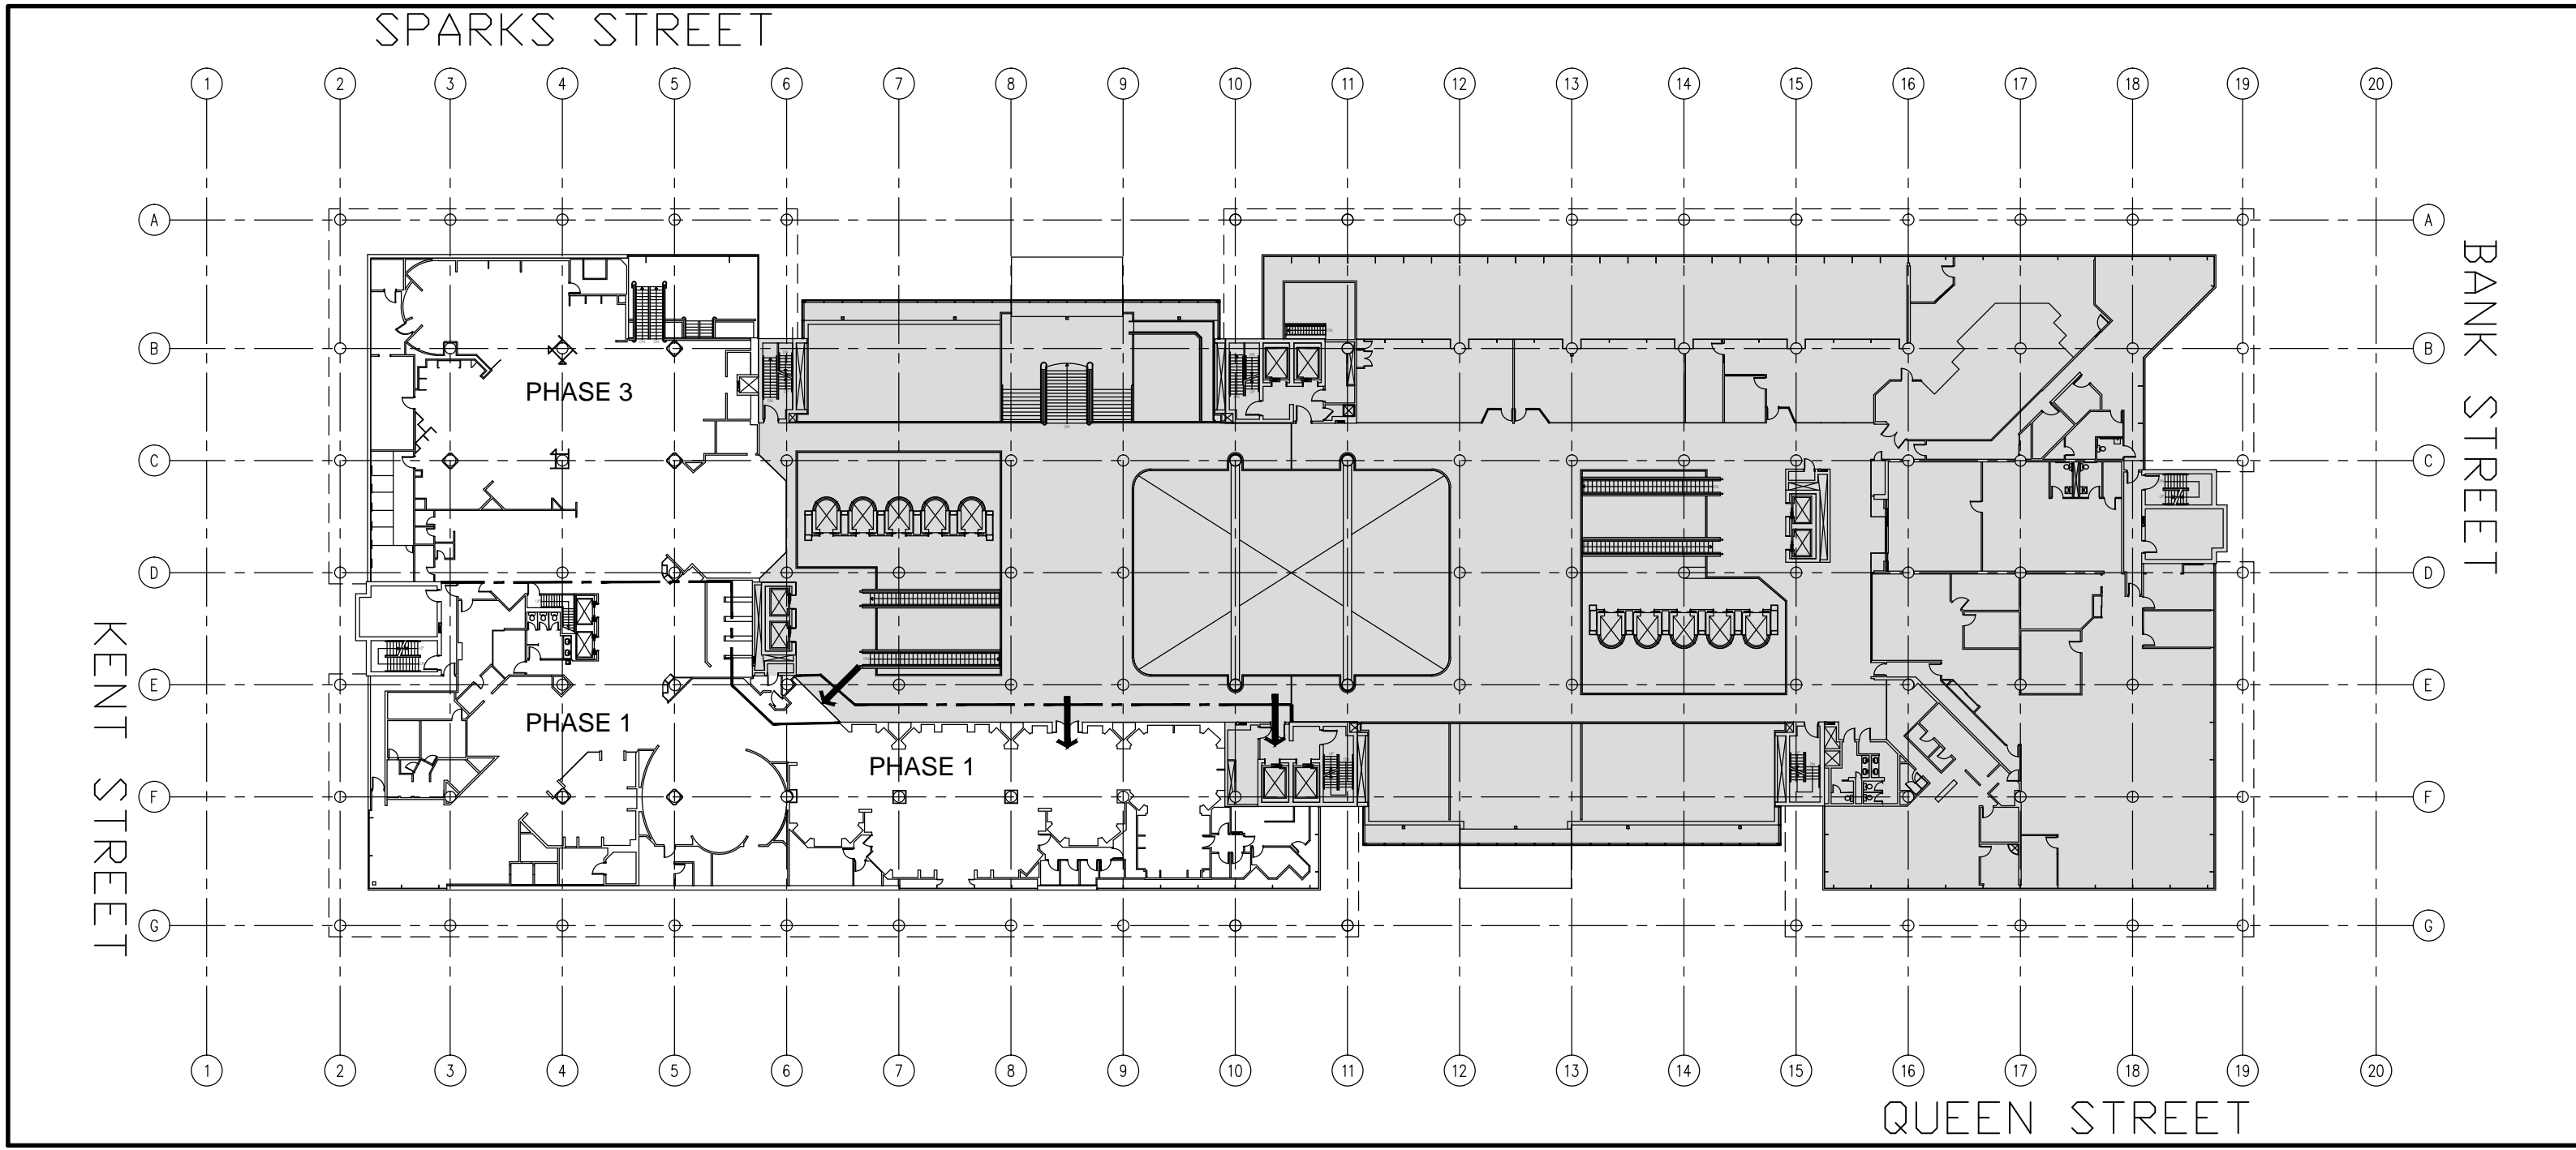 SPARKS STREET
1 2 3 4 5 6 7 8 9 10 11 12 13 14 15 16 17 18 19 20
A A
BANK STREET
B B
PHASE 3
C C
D D
KENT STREET
E E
PHASE 1
PHASE 1
F F
G G
1 2 3 4 5 6 7 8 9 10 11 12 13 14 15 16 17 18 19 20
QUEEN STREET